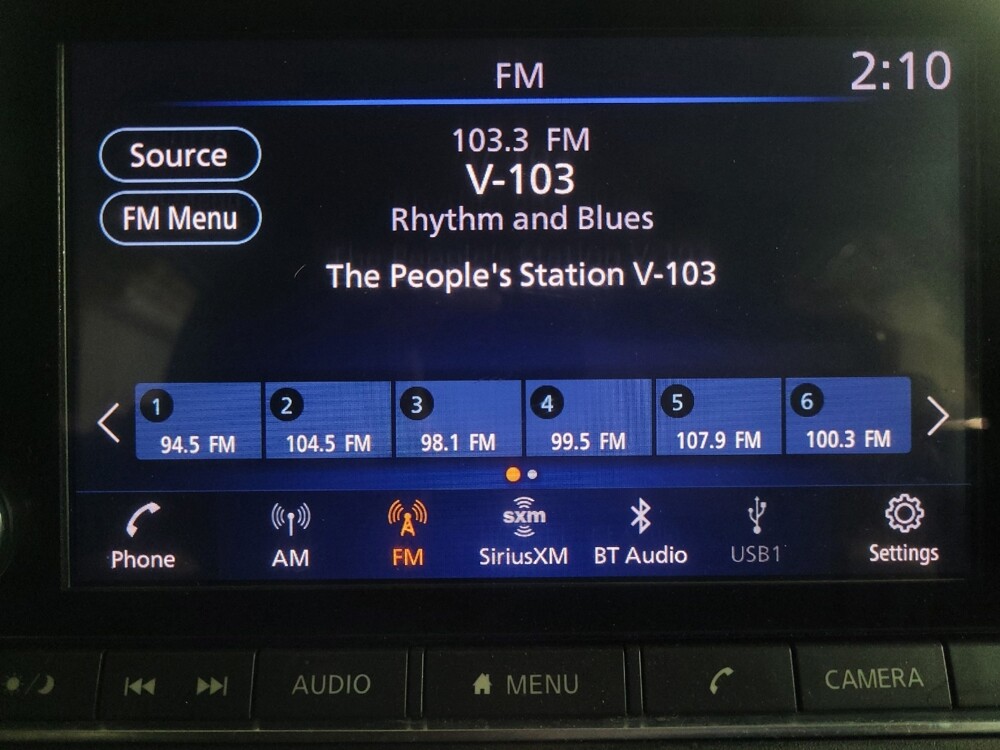 FM
2:10
Source
103.3 FM
V-103
FM Menu
Rhythm and Blues
The People's Station V-103
1 2 3 4 5 6
94.5 FM 104.5 FM 98.1 FM 99.5 FM 107.9 FM 100.3 FM
sxm
Phone AM FM SiriusXM BT Audio USB1 Settings
AUDIO MENU CAMERA